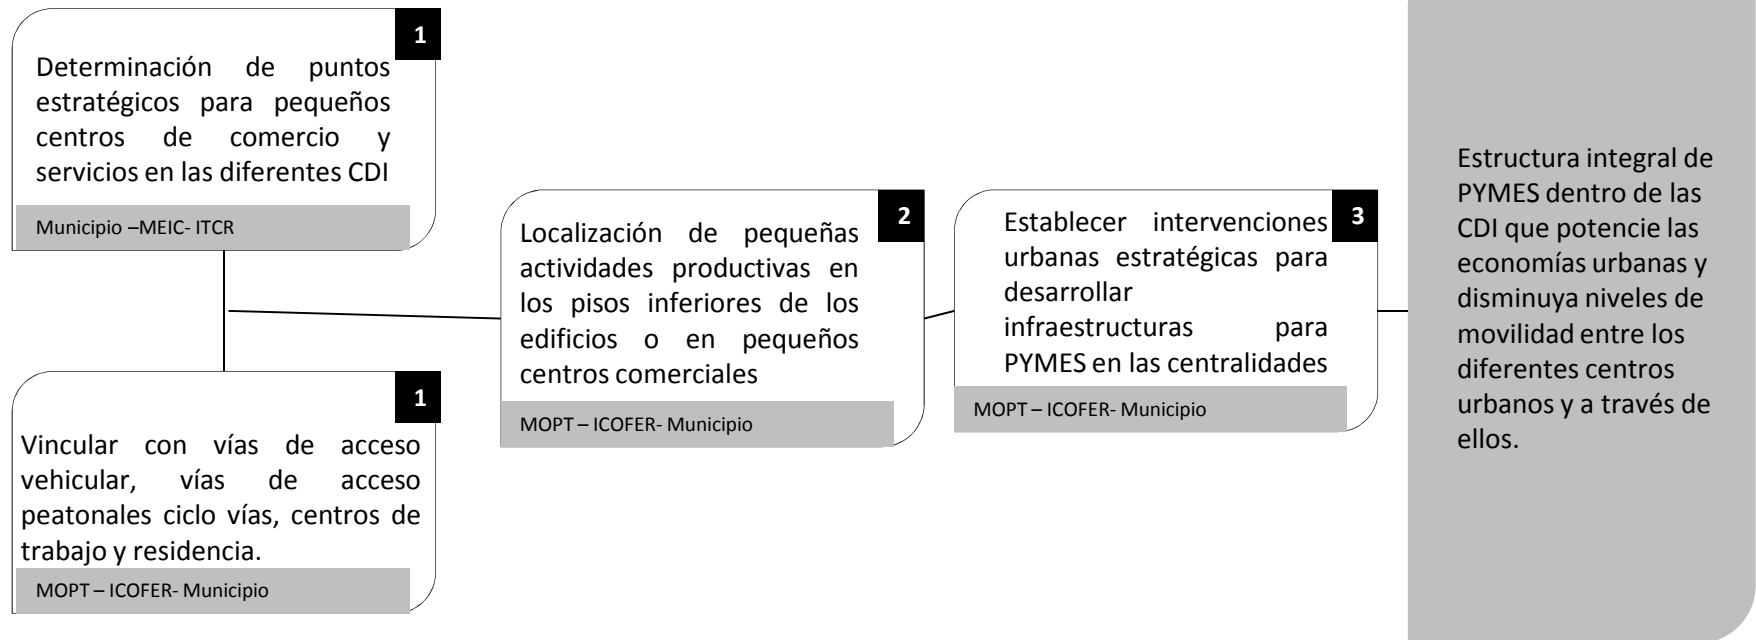 1
Determinación de puntos
estratégicos para pequeños
centros de comercio y
servicios en las diferentes CDI
Municipio –MEIC- ITCR
1
Vincular con vías de acceso
vehicular, vías de acceso
peatonales ciclo vías, centros de
trabajo y residencia.
MOPT – ICOFER- Municipio
2
Localización de pequeñas
actividades productivas en
los pisos inferiores de los
edificios o en pequeños
centros comerciales
MOPT – ICOFER- Municipio
3
Establecer intervenciones
urbanas estratégicas para
desarrollar
infraestructuras para
PYMES en las centralidades
MOPT – ICOFER- Municipio
Estructura integral de
PYMES dentro de las
CDI que potencie las
economías urbanas y
disminuya niveles de
movilidad entre los
diferentes centros
urbanos y a través de
ellos.